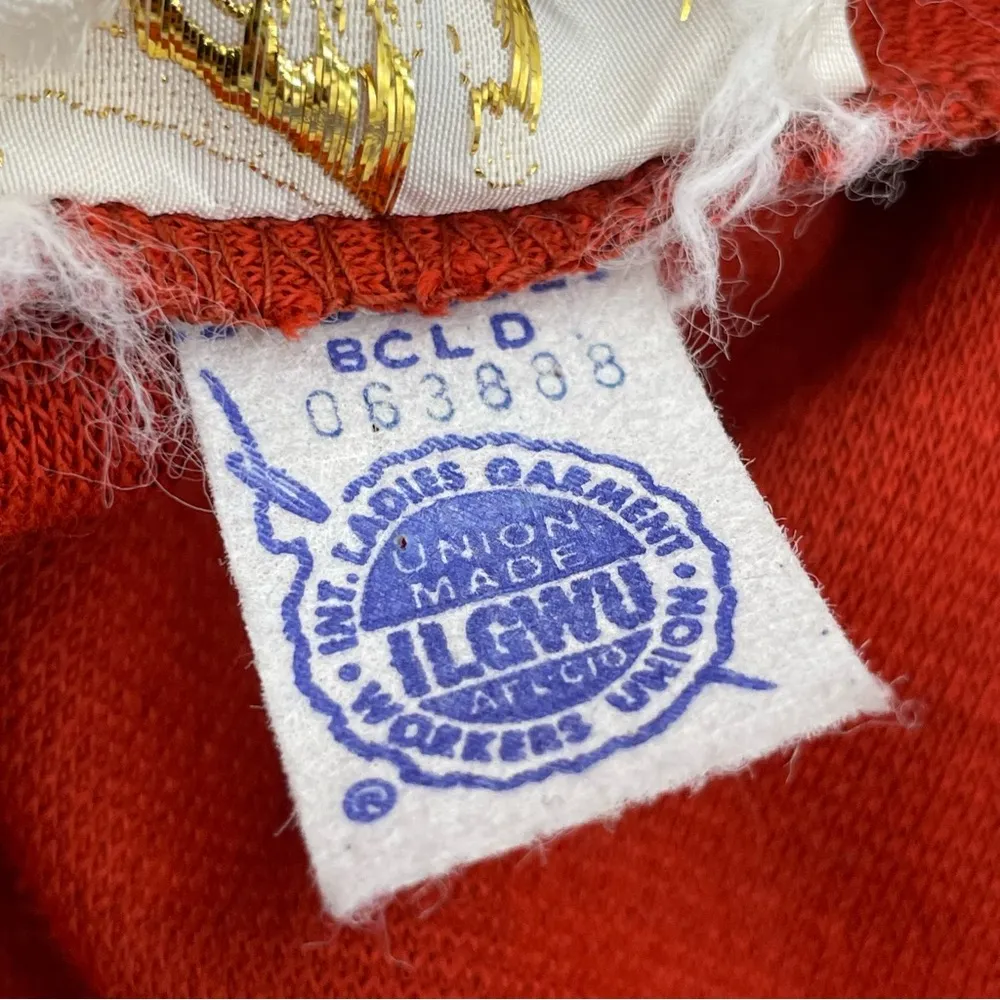 BCLD
063888
INT. LADIES GARMENT
UNION
MADE
ILGWU
AFL·CIO
WORKERS UNION
®